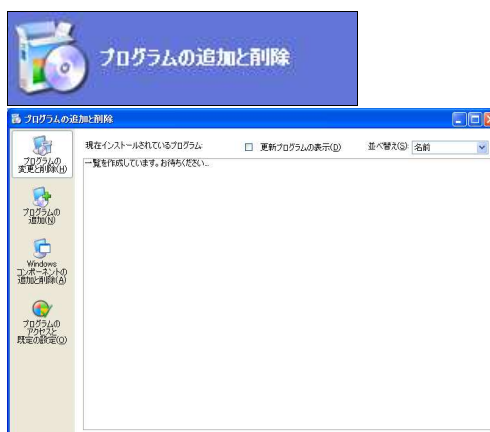 プログラムの追加と削除
プログラムの追加と削除
現在インストールされているプログラム:
更新プログラムの表示(D)
並べ替え(S):
名前
一覧を作成しています。お待ちください...
プログラムの
変更と削除(H)
プログラムの
追加(N)
Windows
コンポーネントの
追加と削除(A)
プログラムの
アクセスと
既定の設定(O)